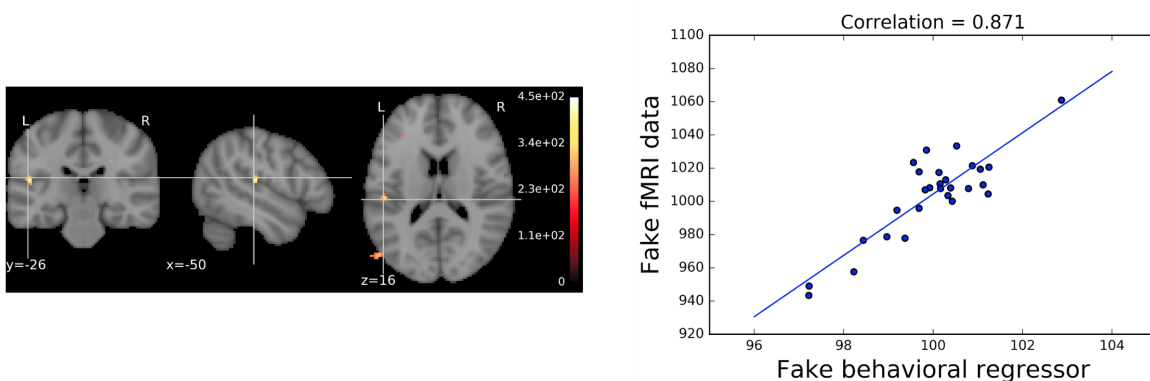 L
R
y=-26
x=-50
L
R
z=16
4.5e+02
3.4e+02
2.3e+02
1.1e+02
0
Correlation = 0.871
1100
1080
1060
1040
1020
1000
980
960
940
920
Fake fMRI data
96
98
100
102
104
Fake behavioral regressor